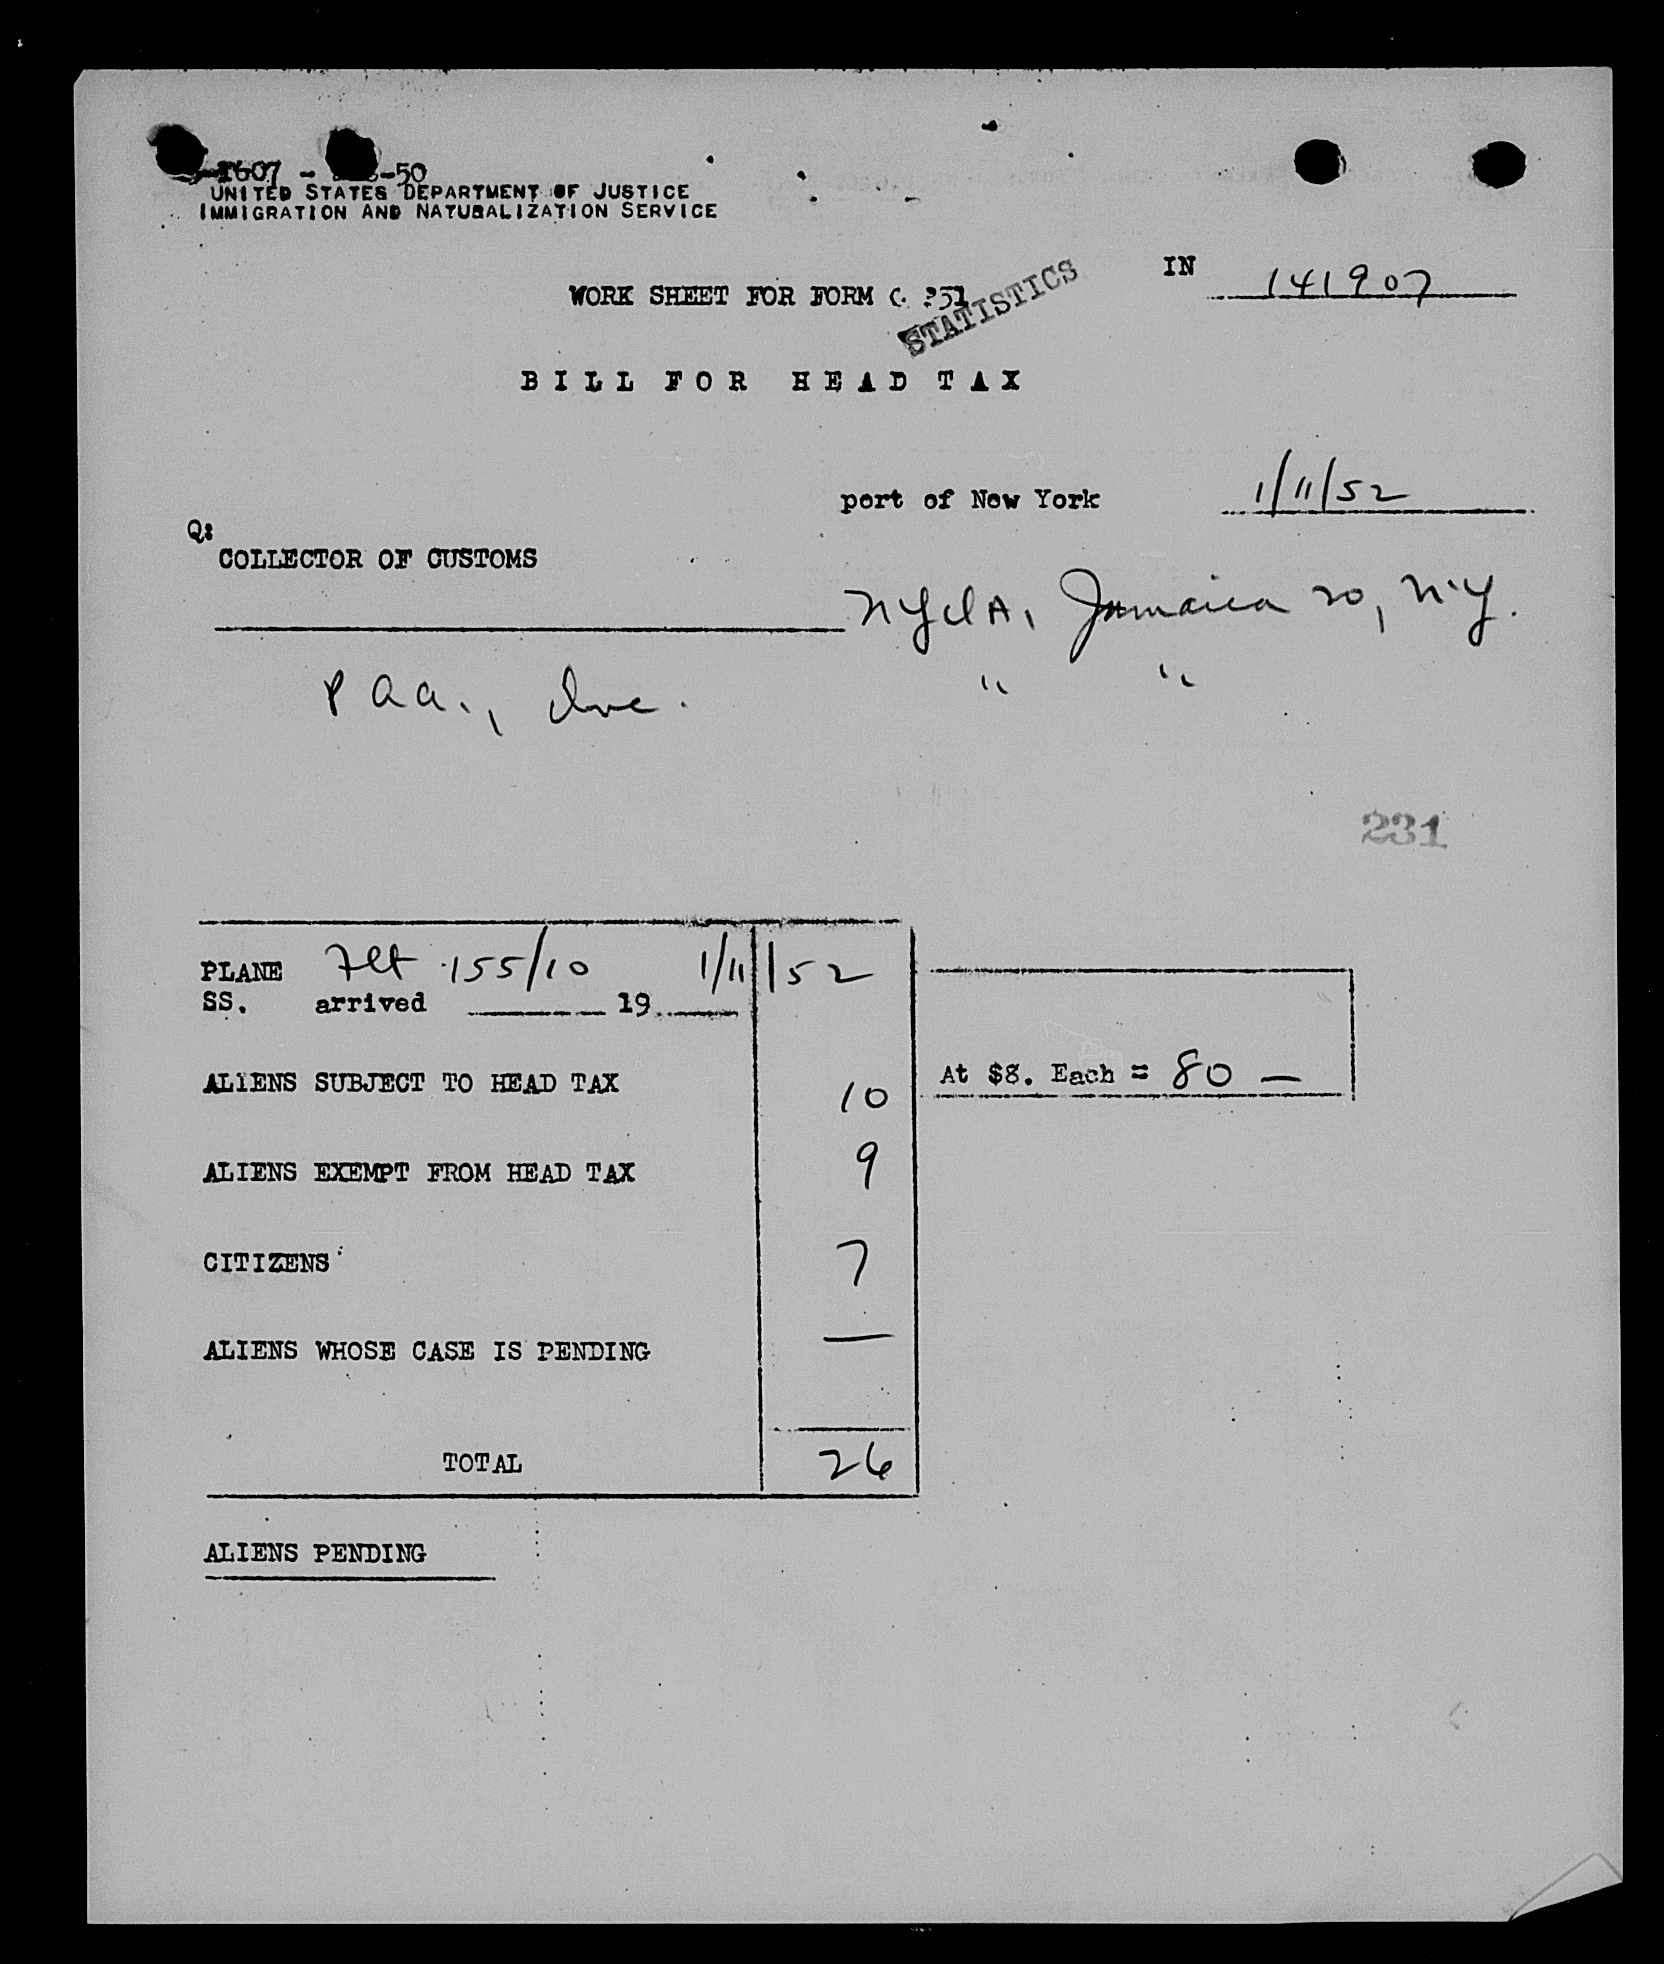 1607 - -50
UNITED STATES DEPARTMENT OF JUSTICE
IMMIGRATION AND NATURALIZATION SERVICE
IN 141907
WORK SHEET FOR FORM
STATISTICS
BILL FOR HEAD TAX
port of New York 1/11/52
Q:
COLLECTOR OF CUSTOMS
NYIA, Jamaica 20, N.Y.
P a a., Inc. " "
231
PLANE Flt 155/10 1/11/52
SS. arrived 19
ALIENS SUBJECT TO HEAD TAX 10
At $8. Each = 80 —
ALIENS EXEMPT FROM HEAD TAX 9
CITIZENS 7
ALIENS WHOSE CASE IS PENDING —
TOTAL 26
ALIENS PENDING